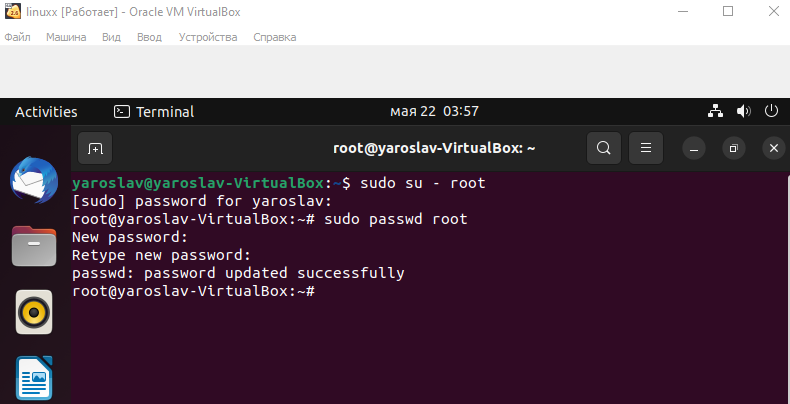 linuxx [Работает] - Oracle VM VirtualBox
Файл Машина Вид Ввод Устройства Справка
Activities Terminal мая 22 03:57
root@yaroslav-VirtualBox: ~
yaroslav@yaroslav-VirtualBox:~$ sudo su - root
[sudo] password for yaroslav:
root@yaroslav-VirtualBox:~# sudo passwd root
New password:
Retype new password:
passwd: password updated successfully
root@yaroslav-VirtualBox:~#